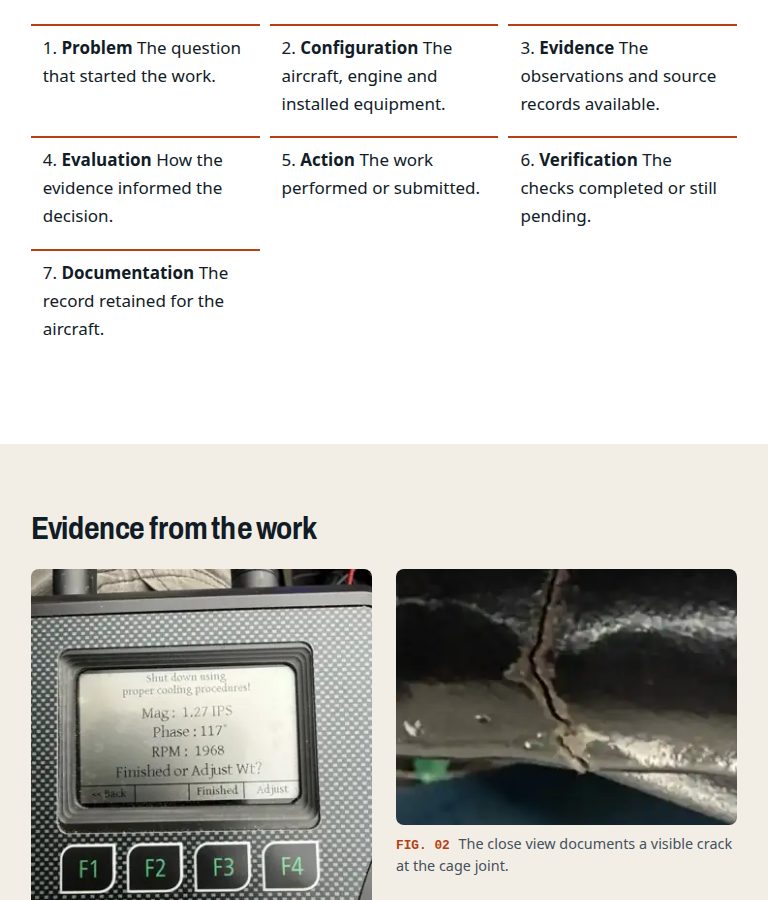 1. Problem The question
that started the work.
2. Configuration The
aircraft, engine and
installed equipment.
3. Evidence The
observations and source
records available.
4. Evaluation How the
evidence informed the
decision.
5. Action The work
performed or submitted.
6. Verification The
checks completed or still
pending.
7. Documentation The
record retained for the
aircraft.
Evidence from the work
Shut down using
proper cooling procedures!
Mag: 1.27 IPS
Phase: 117°
RPM: 1968
Finished or Adjust Wt?
<< Back Finished Adjust
F1 F2 F3 F4
FIG. 02 The close view documents a visible crack
at the cage joint.